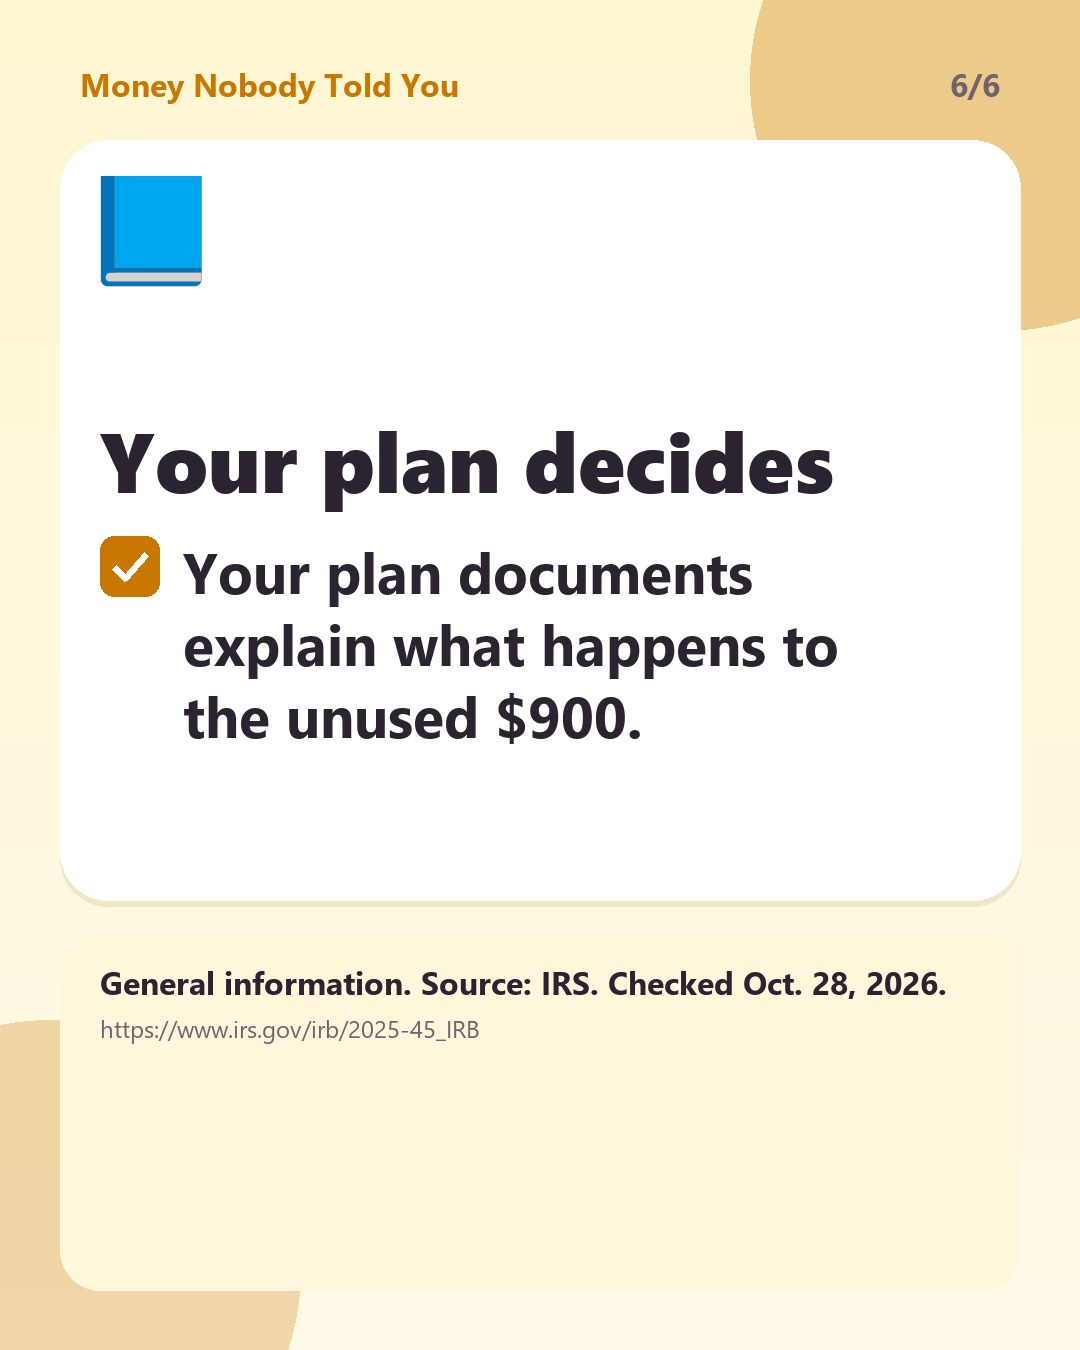 Money Nobody Told You
6/6
Your plan decides
Your plan documents
explain what happens to
the unused $900.
General information. Source: IRS. Checked Oct. 28, 2026.
https://www.irs.gov/irb/2025-45_IRB